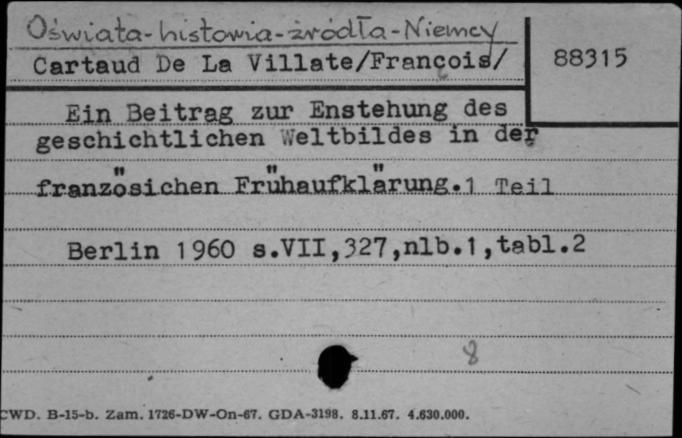 Oświata-historia-źródła-Niemcy
Cartaud De La Villate/François/
88315
Ein Beitrag zur Enstehung des
geschichtlichen Weltbildes in der
französichen Frühaufklärung.1 Teil
Berlin 1960 s.VII,327,nlb.1,tabl.2
8
CWD. B-15-b. Zam. 1726-DW-On-67. GDA-3198. 8.11.67. 4.630.000.